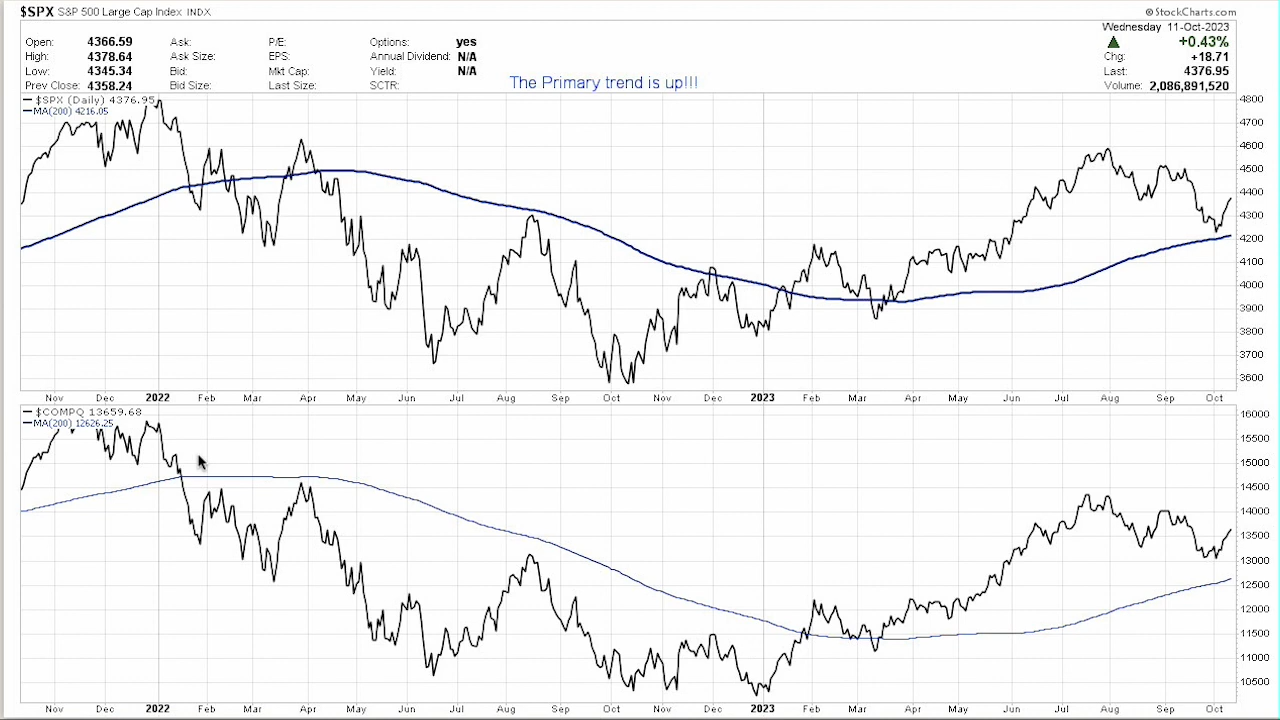 $SPX S&P 500 Large Cap Index INDX
© StockCharts.com
Wednesday 11-Oct-2023
Open: 4366.59 Ask: P/E: Options: yes +0.43%
High: 4378.64 Ask Size: EPS: Annual Dividend: N/A Chg: +18.71
Low: 4345.34 Bid: Mkt Cap: Yield: N/A Last: 4376.95
Prev Close: 4358.24 Bid Size: Last Size: SCTR: Volume: 2,086,891,520
The Primary trend is up!!!
$SPX (Daily) 4376.95
MA(200) 4216.05
4800
4700
4600
4500
4400
4300
4200
4100
4000
3900
3800
3700
3600
Nov Dec 2022 Feb Mar Apr May Jun Jul Aug Sep Oct Nov Dec 2023 Feb Mar Apr May Jun Jul Aug Sep Oct
$COMPQ 13659.68
MA(200) 12626.25
16000
15500
15000
14500
14000
13500
13000
12500
12000
11500
11000
10500
Nov Dec 2022 Feb Mar Apr May Jun Jul Aug Sep Oct Nov Dec 2023 Feb Mar Apr May Jun Jul Aug Sep Oct